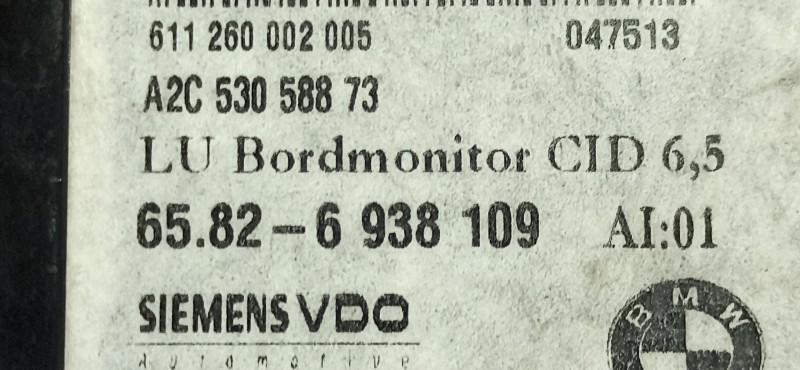 611 260 002 005 047513
A2C 530 588 73
LU Bordmonitor CID 6,5
65.82-6 938 109 AI:01
SIEMENS VDO
Automotive
BMW